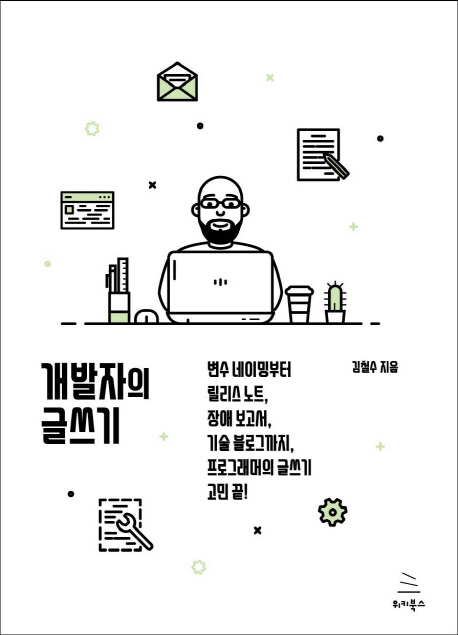 개발자의
글쓰기
변수 네이밍부터
릴리스 노트,
장애 보고서,
기술 블로그까지,
프로그래머의 글쓰기
고민 끝!
김철수 지음
위키북스